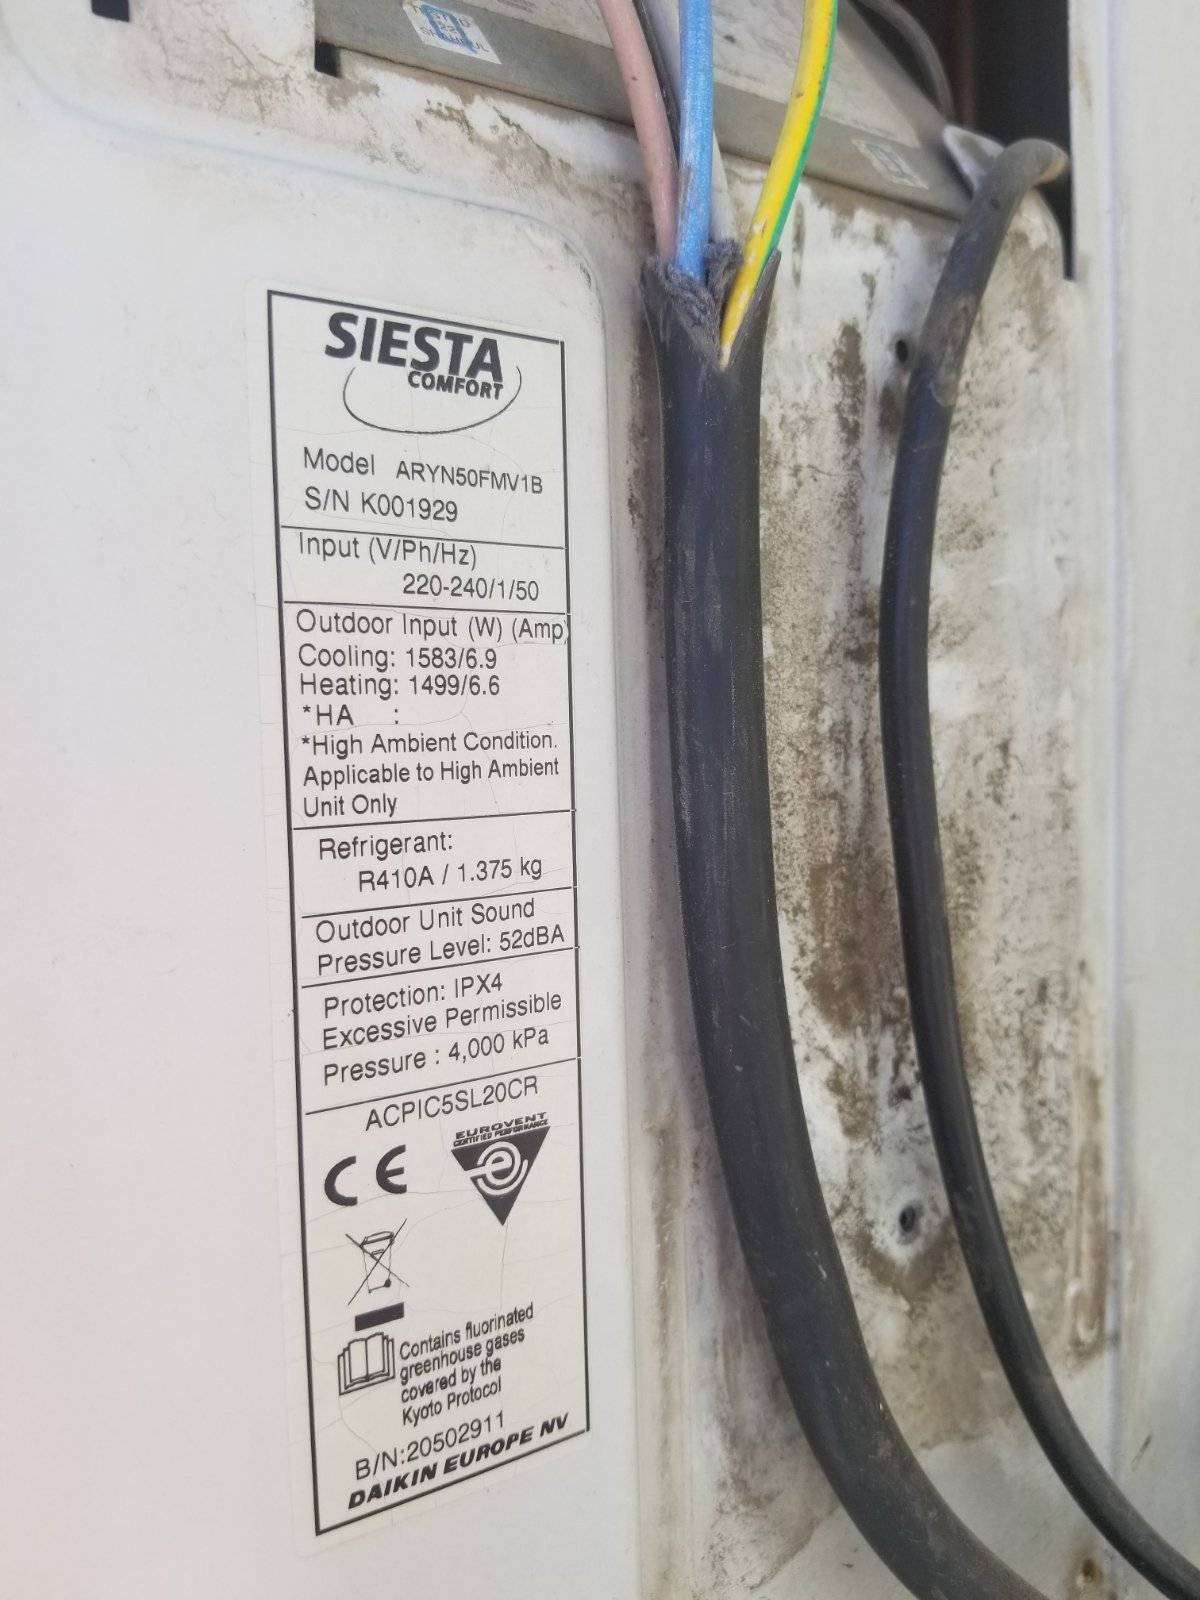 SIESTA
COMFORT
Model ARYN50FMV1B
S/N K001929
Input (V/Ph/Hz)
220-240/1/50
Outdoor Input (W) (Amp)
Cooling: 1583/6.9
Heating: 1499/6.6
*HA :
*High Ambient Condition.
Applicable to High Ambient
Unit Only
Refrigerant:
R410A / 1.375 kg
Outdoor Unit Sound
Pressure Level: 52dBA
Protection: IPX4
Excessive Permissible
Pressure : 4,000 kPa
ACPIC5SL20CR
CE
EUROVENT
CERTIFIED PERFORMANCE
Contains fluorinated
greenhouse gases
covered by the
Kyoto Protocol
B/N:20502911
DAIKIN EUROPE NV